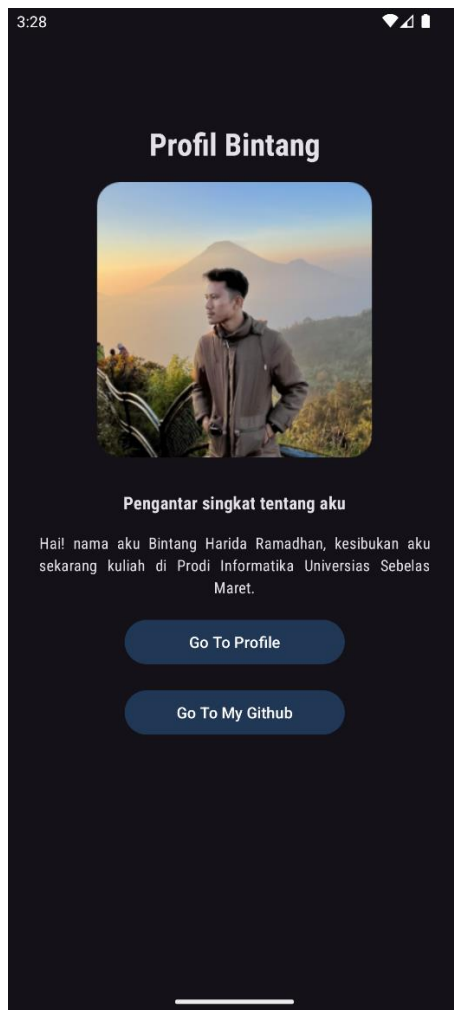 3:28
Profil Bintang
Pengantar singkat tentang aku
Hai! nama aku Bintang Harida Ramadhan, kesibukan aku
sekarang kuliah di Prodi Informatika Universias Sebelas
Maret.
Go To Profile
Go To My Github